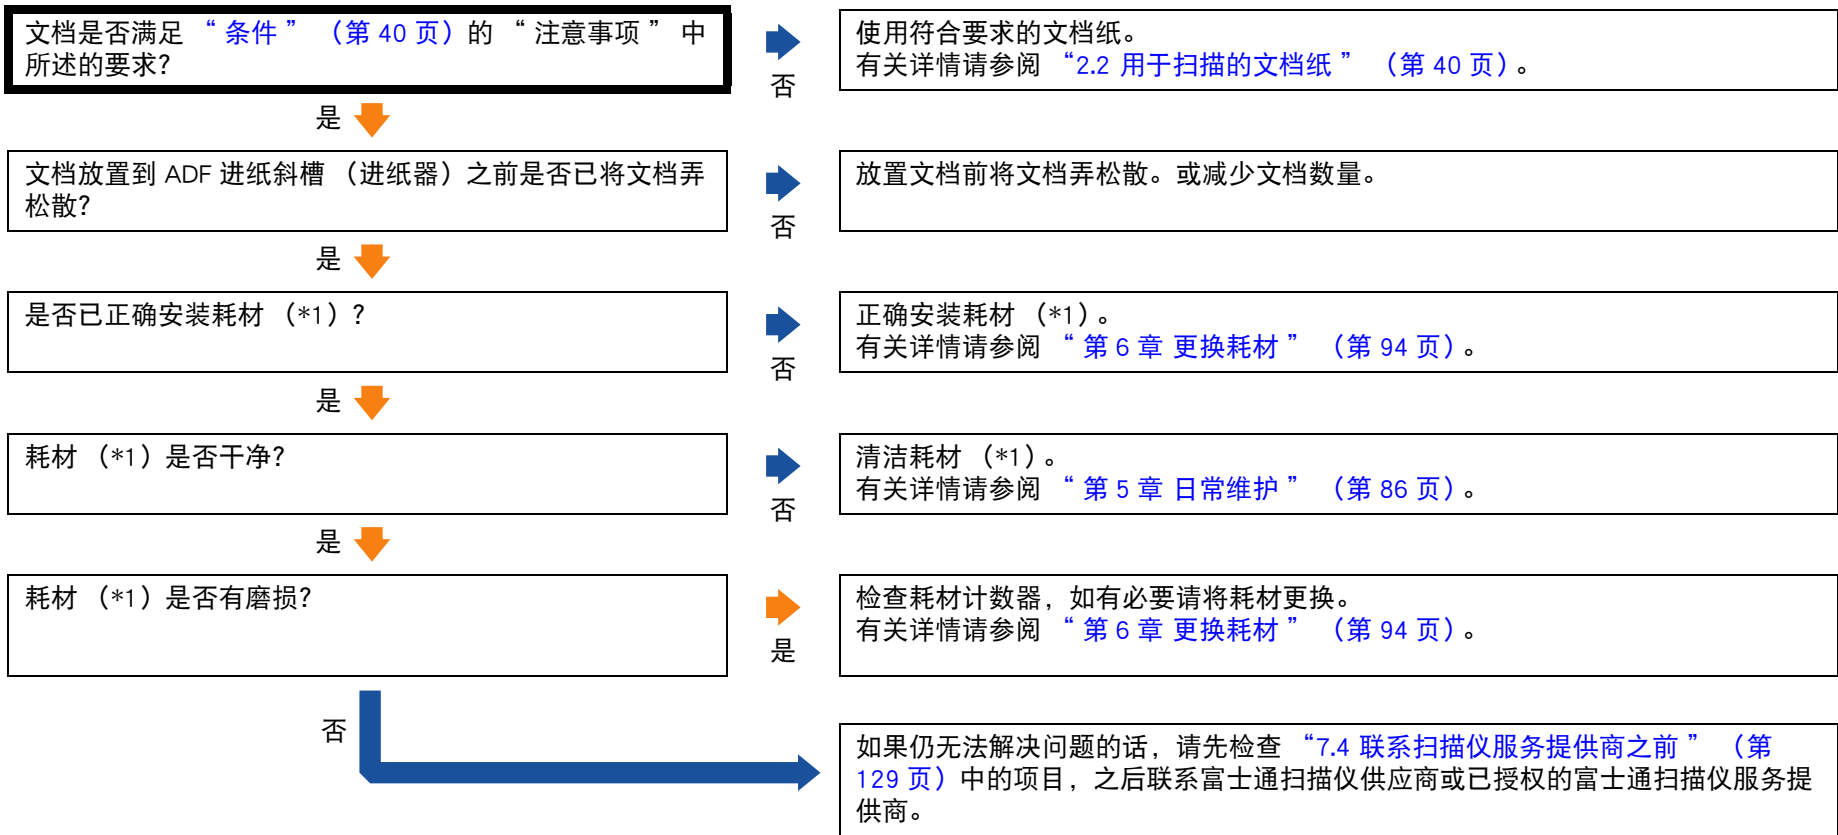 文档是否满足 “ 条件 ” （第 40 页）的 “ 注意事项 ” 中
所述的要求?
否
使用符合要求的文档纸。
有关详情请参阅 “2.2 用于扫描的文档纸 ” （第 40 页）。
是
文档放置到 ADF 进纸斜槽 （进纸器）之前是否已将文档弄
松散?
否
放置文档前将文档弄松散。或减少文档数量。
是
是否已正确安装耗材 （*1）?
否
正确安装耗材 （*1）。
有关详情请参阅 “ 第 6 章 更换耗材 ” （第 94 页）。
是
耗材 （*1）是否干净?
否
清洁耗材 （*1）。
有关详情请参阅 “ 第 5 章 日常维护 ” （第 86 页）。
是
耗材 （*1）是否有磨损?
是
检查耗材计数器，如有必要请将耗材更换。
有关详情请参阅 “ 第 6 章 更换耗材 ” （第 94 页）。
否
如果仍无法解决问题的话，请先检查 “7.4 联系扫描仪服务提供商之前 ” （第
129 页）中的项目，之后联系富士通扫描仪供应商或已授权的富士通扫描仪服务提
供商。